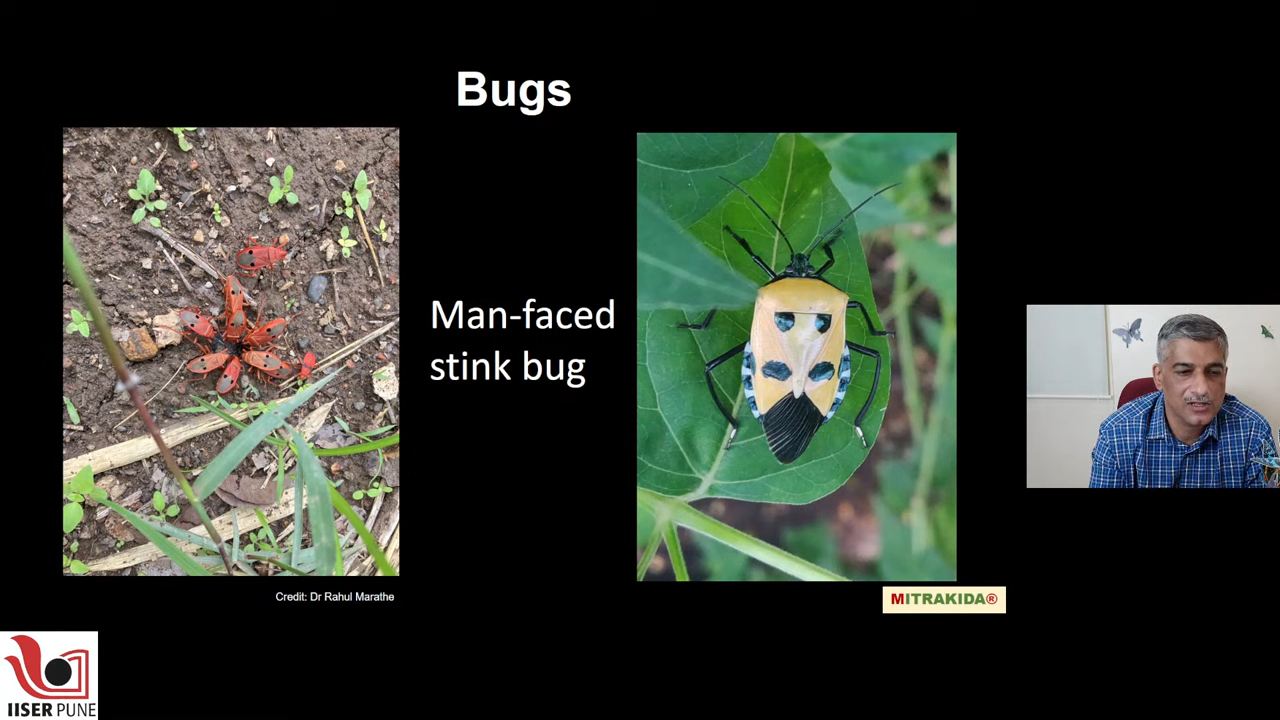 Bugs
Man-faced
stink bug
Credit: Dr Rahul Marathe
MITRAKIDA®
IISER PUNE